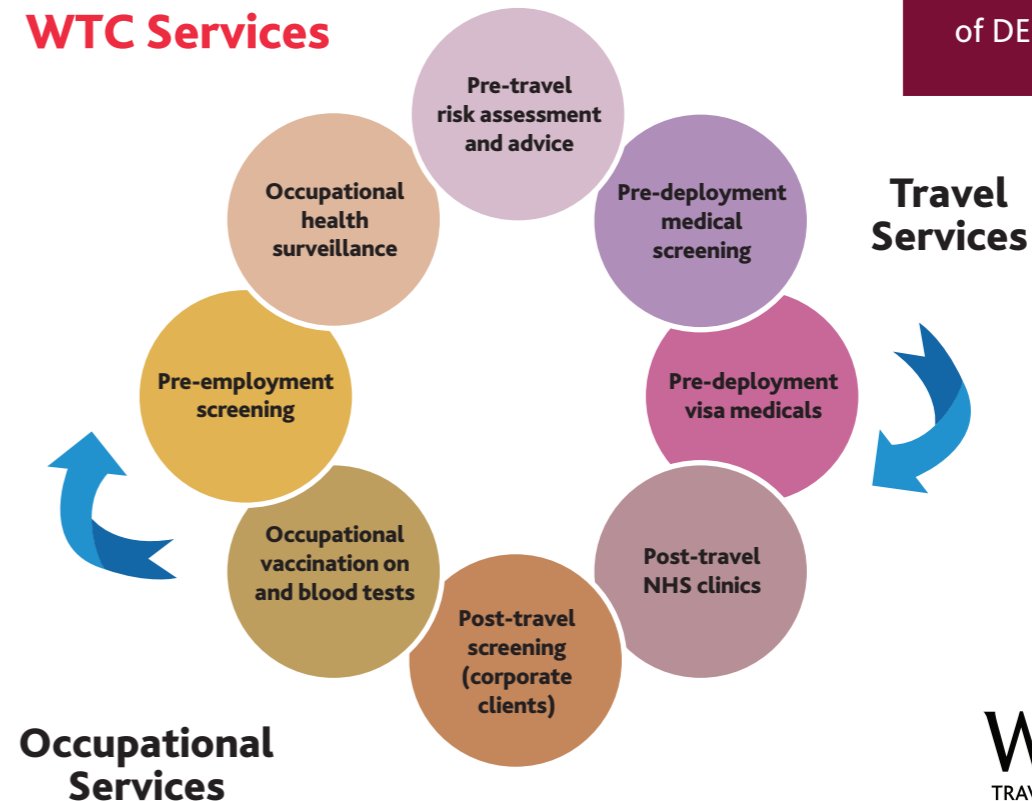 WTC Services
of DE
Pre-travel
risk assessment
and advice
Pre-deployment
medical
screening
Travel
Services
Pre-deployment
visa medicals
Post-travel
NHS clinics
Post-travel
screening
(corporate
clients)
Occupational
vaccination on
and blood tests
Pre-employment
screening
Occupational
health
surveillance
Occupational
Services
W
TRAV